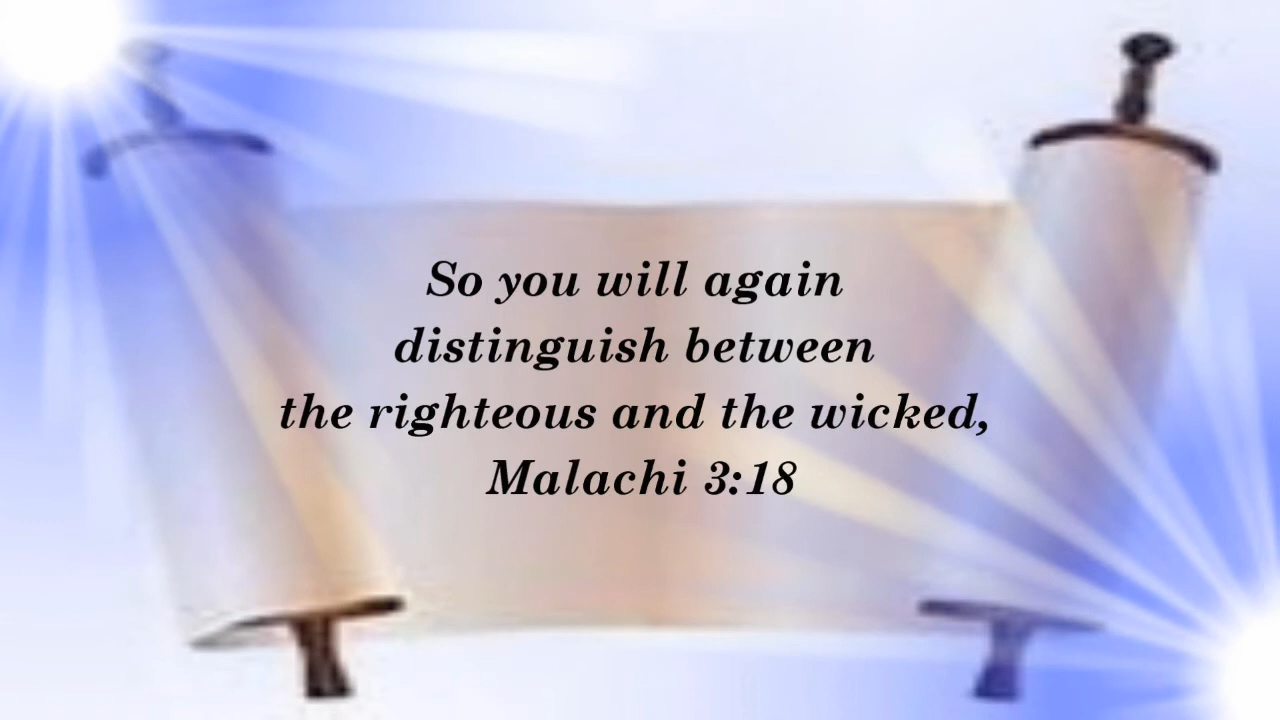 So you will again
distinguish between
the righteous and the wicked,
Malachi 3:18